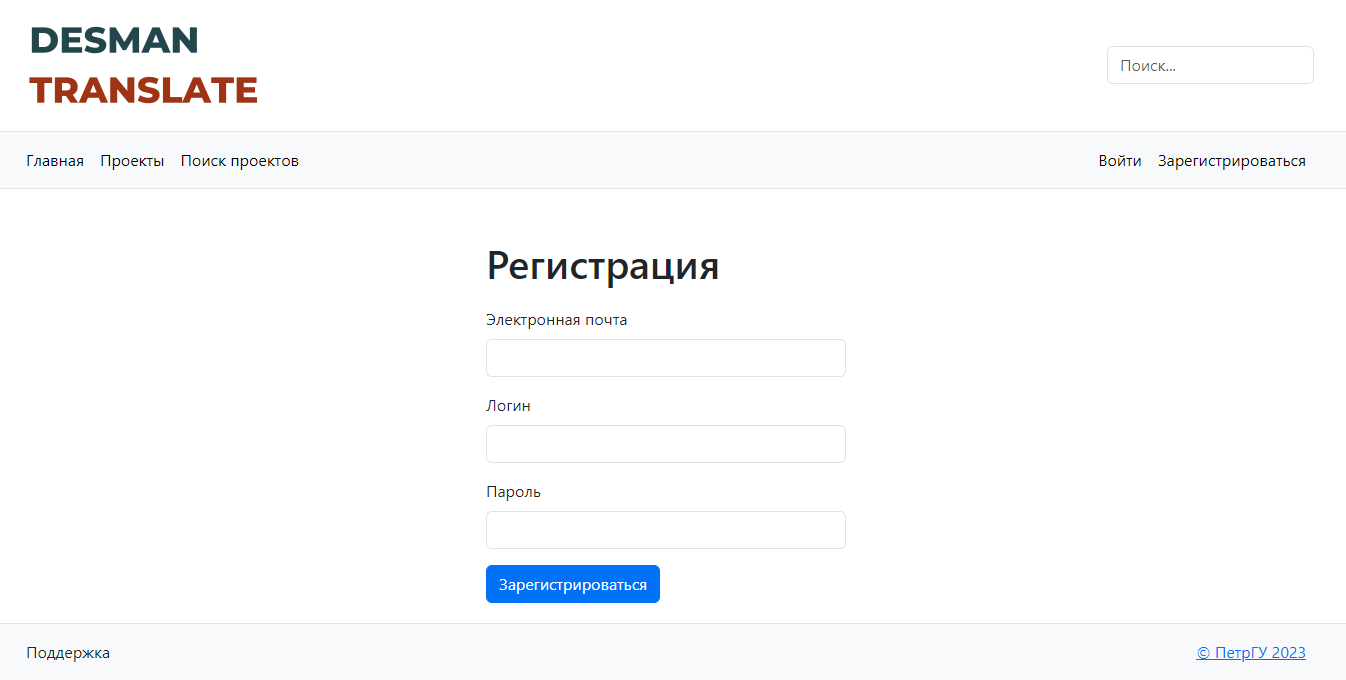 DESMAN
TRANSLATE
Поиск...
Главная Проекты Поиск проектов Войти Зарегистрироваться
Регистрация
Электронная почта
Логин
Пароль
Зарегистрироваться
Поддержка © ПетрГУ 2023